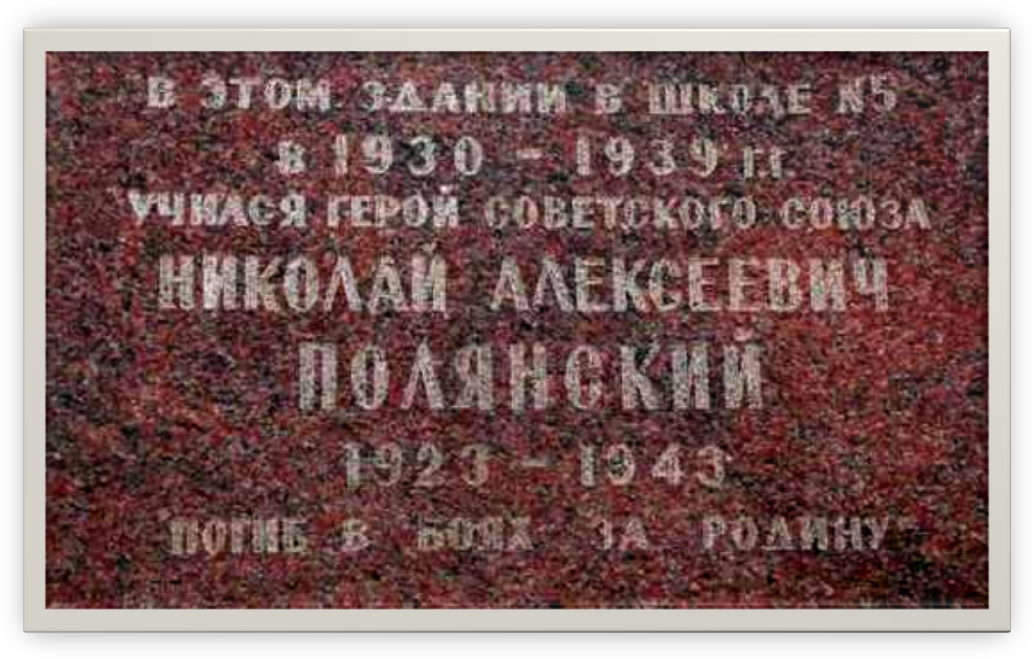 В ЭТОМ ЗДАНИИ В ШКОЛЕ №5
в 1930 - 1939 г.г.
УЧИЛСЯ ГЕРОЙ СОВЕТСКОГО СОЮЗА
НИКОЛАЙ АЛЕКСЕЕВИЧ
ПОЛЯНСКИЙ
1923 - 1943
ПОГИБ В БОЯХ ЗА РОДИНУ